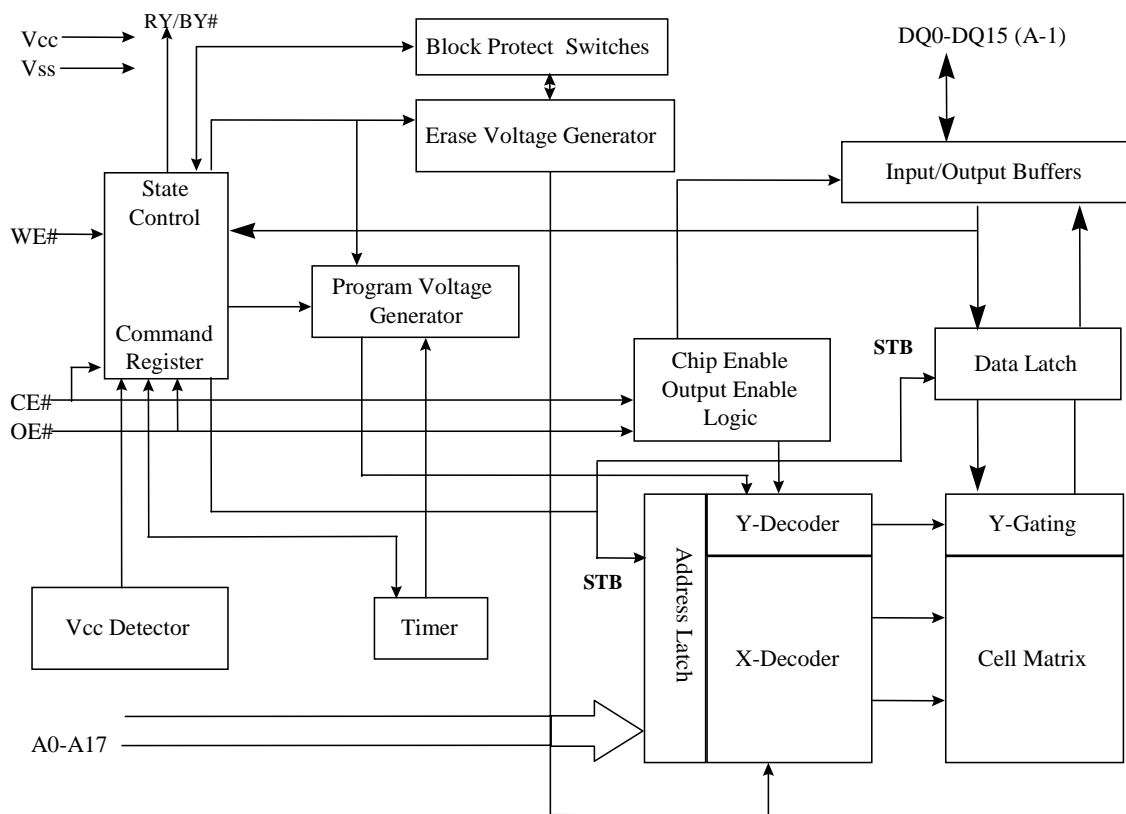 RY/BY#
Vcc
Vss
Block Protect Switches
DQ0-DQ15 (A-1)
Erase Voltage Generator
Input/Output Buffers
State
Control
WE#
Program Voltage
Generator
Command
Register
STB
Chip Enable
Output Enable
Logic
Data Latch
CE#
OE#
Y-Decoder
Y-Gating
Address Latch
STB
Vcc Detector
Timer
X-Decoder
Cell Matrix
A0-A17